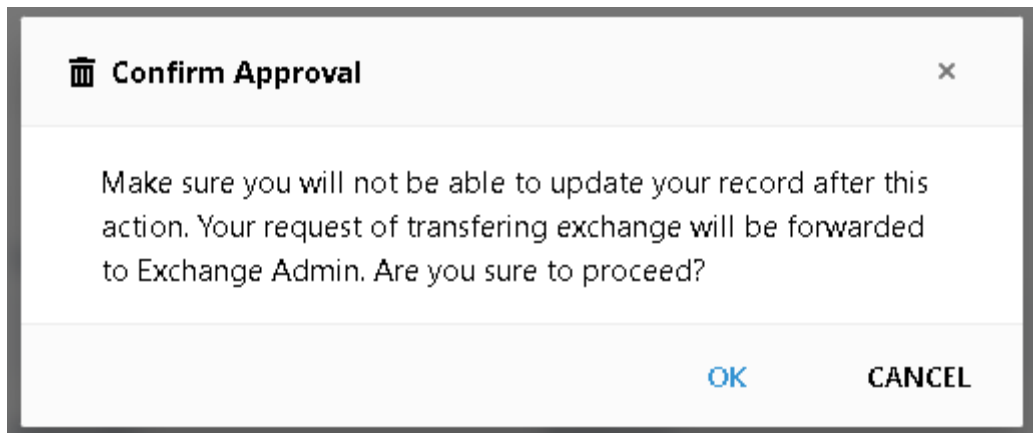 Confirm Approval ×
Make sure you will not be able to update your record after this
action. Your request of transfering exchange will be forwarded
to Exchange Admin. Are you sure to proceed?
OK CANCEL